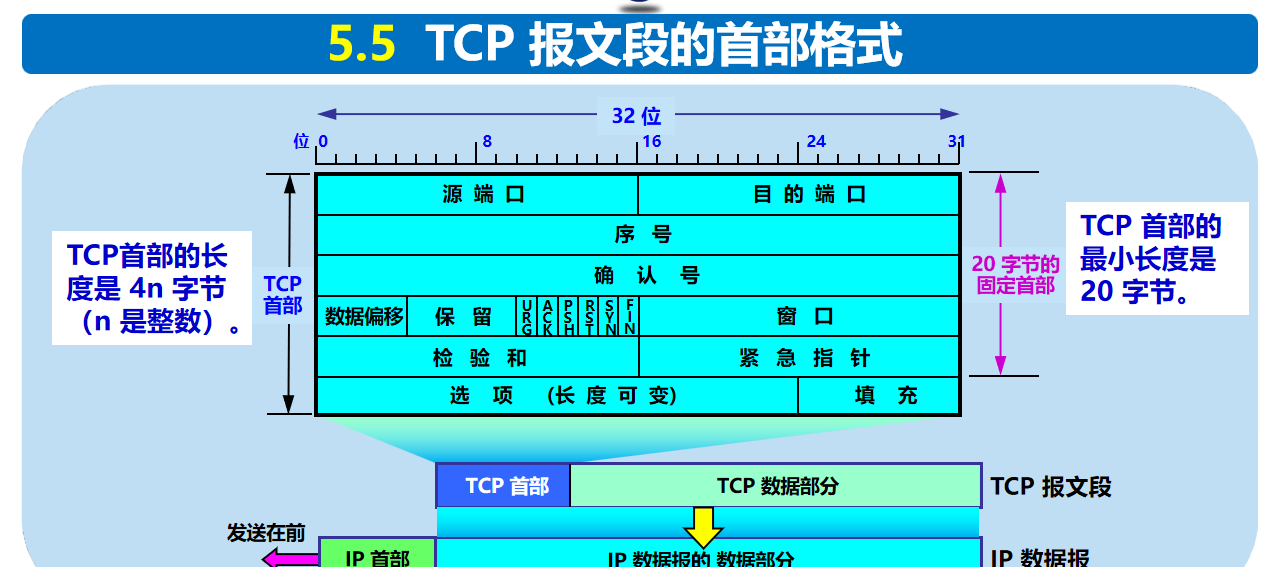 5.5 TCP 报文段的首部格式
32 位
位 0 8 16 24 31
源 端 口 目 的 端 口
序 号
确 认 号
数据偏移 保 留 URG ACK PSH RST SYN FIN 窗 口
检 验 和 紧 急 指 针
选 项 (长 度 可 变) 填 充
TCP首部的长
度是 4n 字节
(n 是整数)。
TCP
首部
20 字节的
固定首部
TCP 首部的
最小长度是
20 字节。
TCP 首部 TCP 数据部分 TCP 报文段
发送在前
IP 首部 IP 数据报的 数据部分 IP 数据报